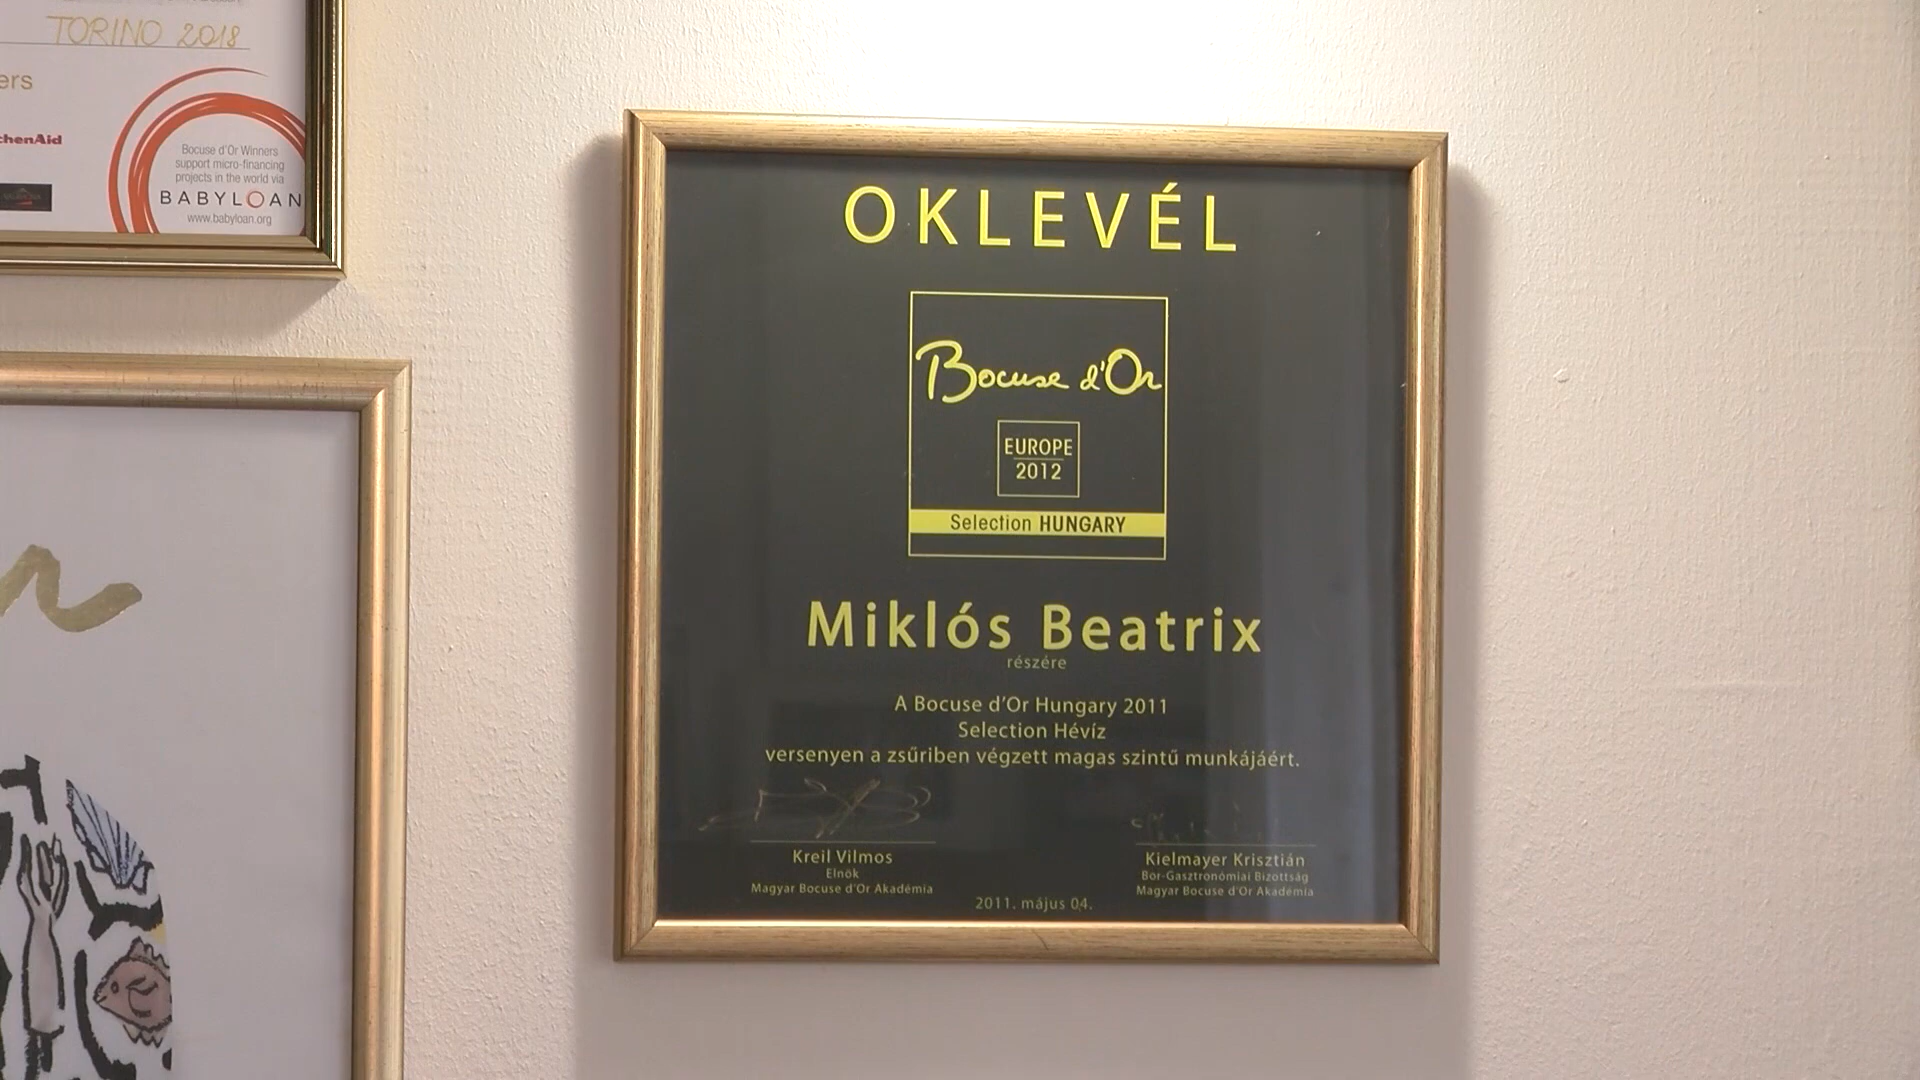 TORINO 2018
Bocuse d'Or Winners
support micro-financing
projects in the world via
BABYLOAN
www.babyloan.org
OKLEVÉL
Bocuse d'Or
EUROPE
2012
Selection HUNGARY
Miklós Beatrix
részére
A Bocuse d'Or Hungary 2011
Selection Hévíz
versenyen a zsűriben végzett magas szintű munkájáért.
Kreil Vilmos
Elnök
Magyar Bocuse d'Or Akadémia
Kielmayer Krisztián
Bor-Gasztronómiai Bizottság
Magyar Bocuse d'Or Akadémia
2011. május 04.